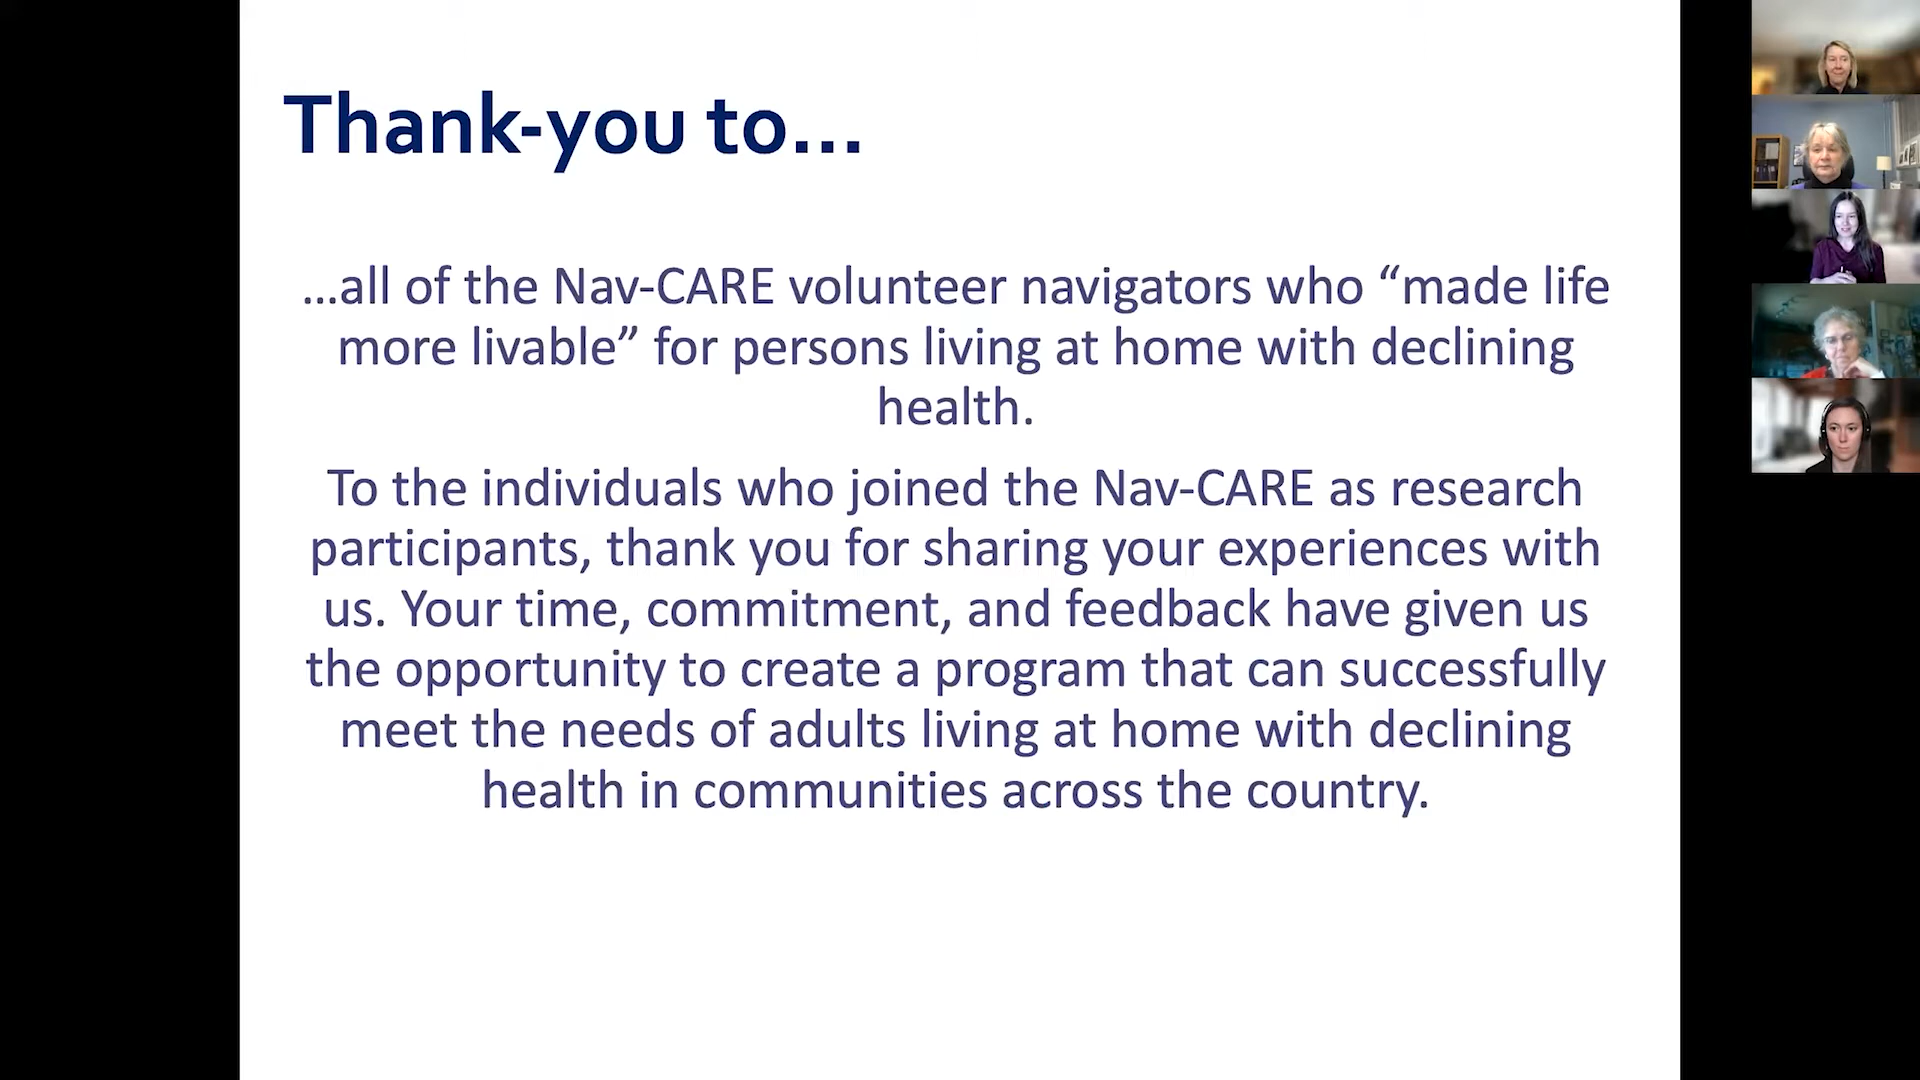 Thank-you to...
...all of the Nav-CARE volunteer navigators who “made life
more livable” for persons living at home with declining
health.
To the individuals who joined the Nav-CARE as research
participants, thank you for sharing your experiences with
us. Your time, commitment, and feedback have given us
the opportunity to create a program that can successfully
meet the needs of adults living at home with declining
health in communities across the country.